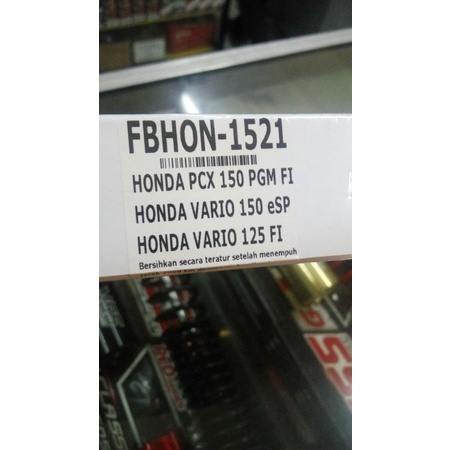 FBHON-1521
HONDA PCX 150 PGM FI
HONDA VARIO 150 eSP
HONDA VARIO 125 FI
Bersihkan secara teratur setelah menempuh
CLASS